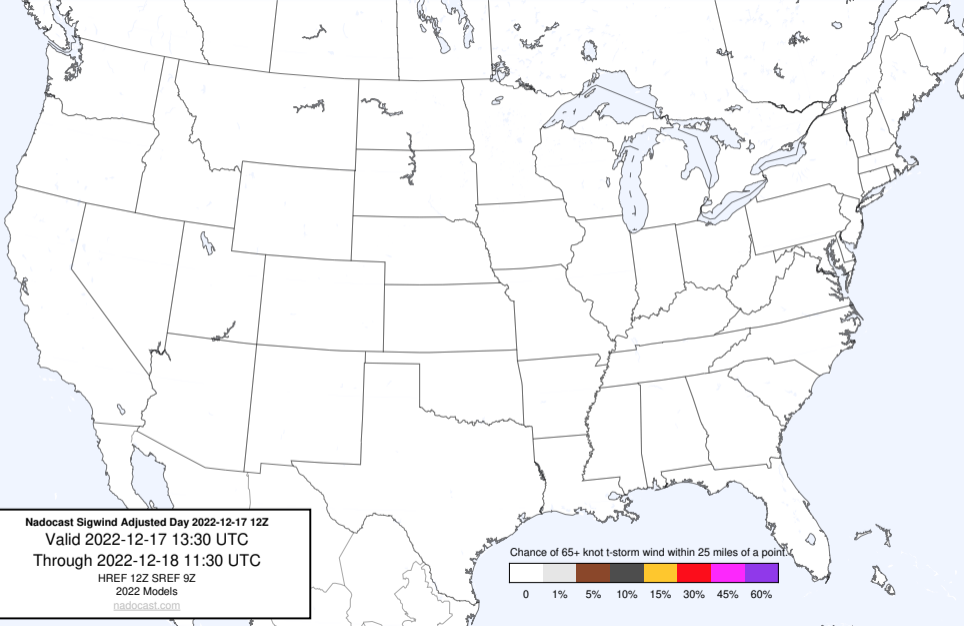 Nadocast Sigwind Adjusted Day 2022-12-17 12Z
Valid 2022-12-17 13:30 UTC
Through 2022-12-18 11:30 UTC
HREF 12Z SREF 9Z
2022 Models
nadocast.com
Chance of 65+ knot t-storm wind within 25 miles of a point.
0 1% 5% 10% 15% 30% 45% 60%